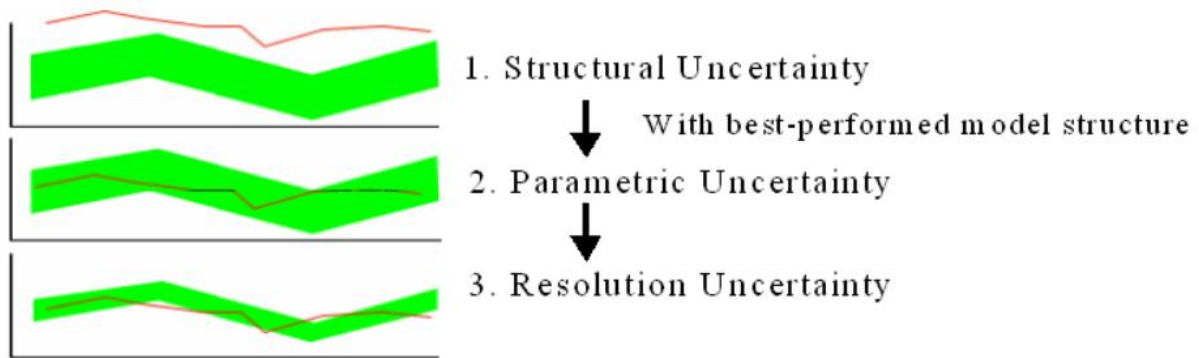 1. Structural Uncertainty
With best-performed model structure
2. Parametric Uncertainty
3. Resolution Uncertainty